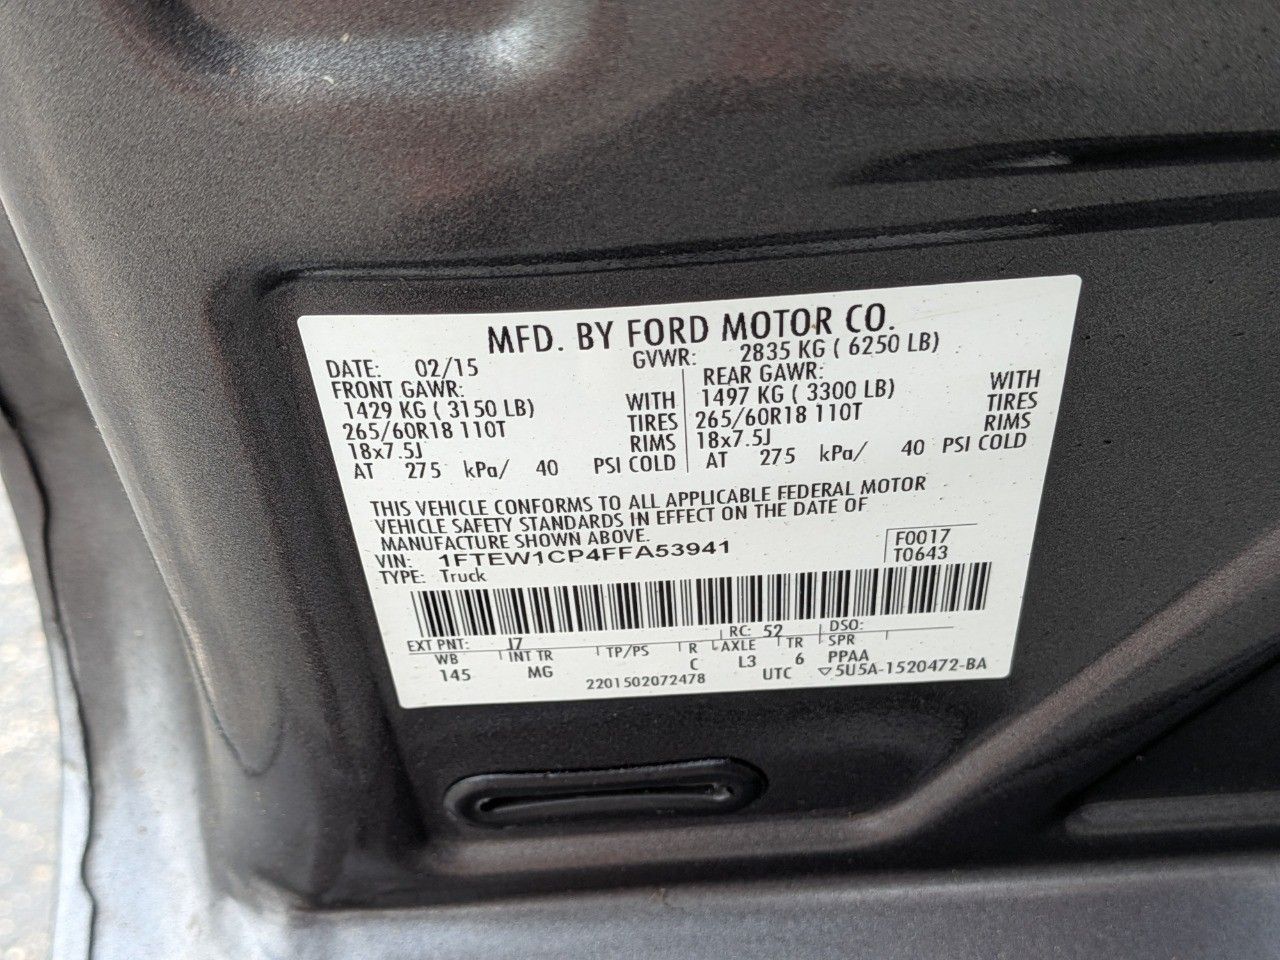 MFD. BY FORD MOTOR CO.
DATE: 02/15 GVWR: 2835 KG ( 6250 LB)
FRONT GAWR: REAR GAWR:
1429 KG ( 3150 LB) WITH 1497 KG ( 3300 LB) WITH
265/60R18 110T TIRES 265/60R18 110T TIRES
18x7.5J RIMS 18x7.5J RIMS
AT 275 kPa/ 40 PSI COLD AT 275 kPa/ 40 PSI COLD
THIS VEHICLE CONFORMS TO ALL APPLICABLE FEDERAL MOTOR
VEHICLE SAFETY STANDARDS IN EFFECT ON THE DATE OF
MANUFACTURE SHOWN ABOVE.
VIN: 1FTEW1CP4FFA53941 F0017
TYPE: Truck T0643
EXT PNT: J7 RC: 52 DSO:
WB INT TR TP/PS R AXLE TR SPR
145 MG C L3 6 PPAA
2201502072478 UTC ▽5U5A-1520472-BA